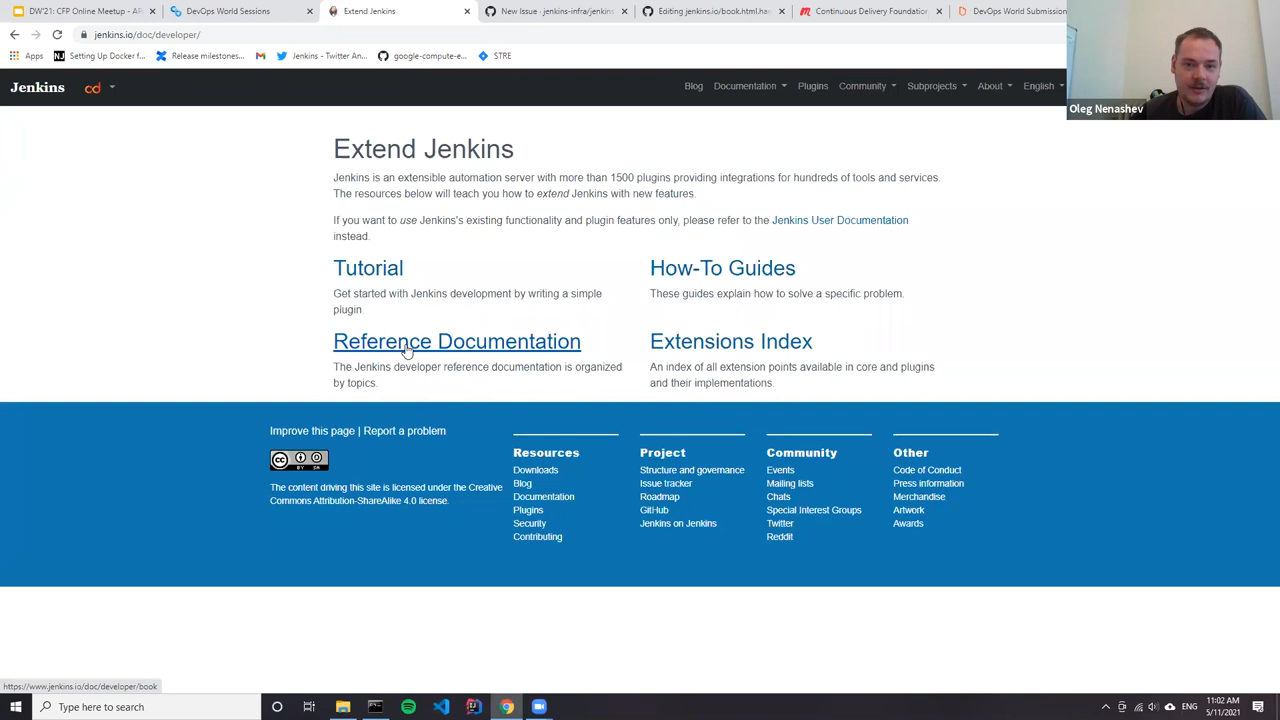 DW'21: CFP Online Meetup - AP
DevOps World Sessions
Extend Jenkins
New Issue · jenkins-infra/jenkins
Editing jenkins.io/book.html.ha
Continuous Delivery Foundation
DevOps World Submission
jenkins.io/doc/developer/
Apps
Setting Up Docker f...
Release milestones...
Jenkins - Twitter An...
google-compute-e...
STRE
Jenkins
cd
Blog
Documentation
Plugins
Community
Subprojects
About
English
Oleg Nenashev
Extend Jenkins
Jenkins is an extensible automation server with more than 1500 plugins providing integrations for hundreds of tools and services.
The resources below will teach you how to extend Jenkins with new features.
If you want to use Jenkins's existing functionality and plugin features only, please refer to the Jenkins User Documentation
instead.
Tutorial
Get started with Jenkins development by writing a simple
plugin.
How-To Guides
These guides explain how to solve a specific problem.
Reference Documentation
The Jenkins developer reference documentation is organized
by topics.
Extensions Index
An index of all extension points available in core and plugins
and their implementations.
Improve this page | Report a problem
CC
BY SA
The content driving this site is licensed under the Creative
Commons Attribution-ShareAlike 4.0 license.
Resources
Downloads
Blog
Documentation
Plugins
Security
Contributing
Project
Structure and governance
Issue tracker
Roadmap
GitHub
Jenkins on Jenkins
Community
Events
Mailing lists
Chats
Special Interest Groups
Twitter
Reddit
Other
Code of Conduct
Press information
Merchandise
Artwork
Awards
https://www.jenkins.io/doc/developer/book
Type here to search
ENG
11:02 AM
5/11/2021